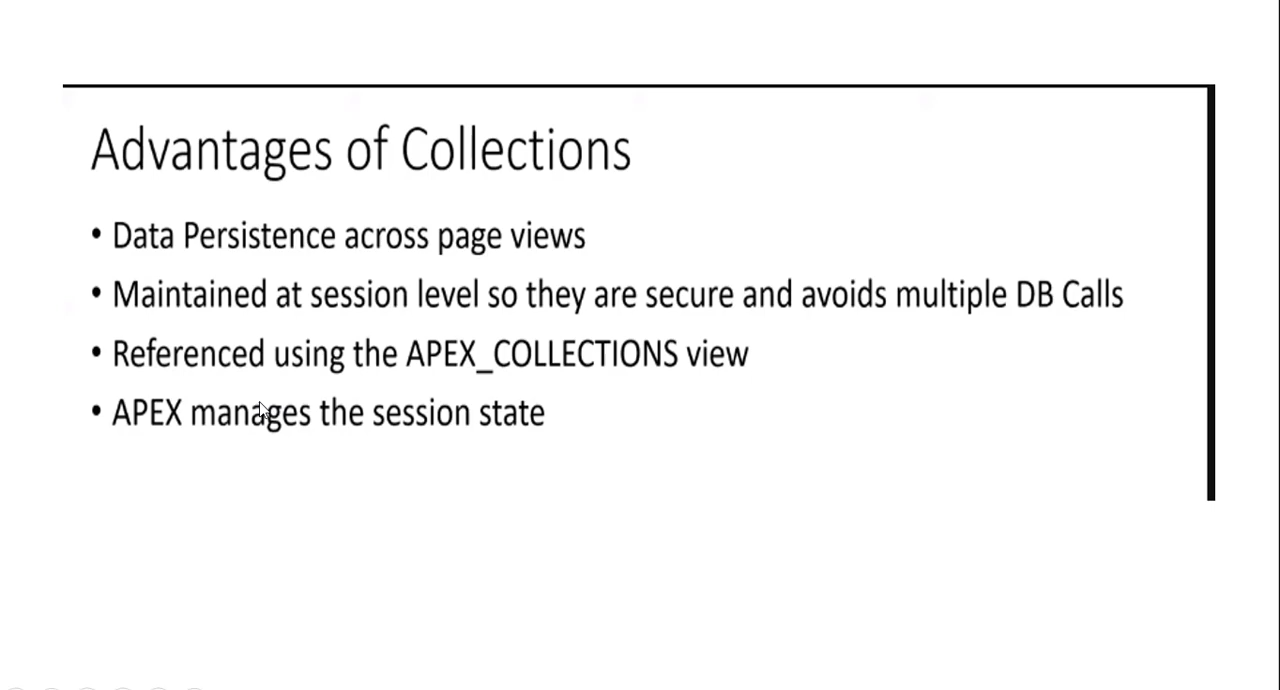 Advantages of Collections
• Data Persistence across page views
• Maintained at session level so they are secure and avoids multiple DB Calls
• Referenced using the APEX_COLLECTIONS view
• APEX manages the session state